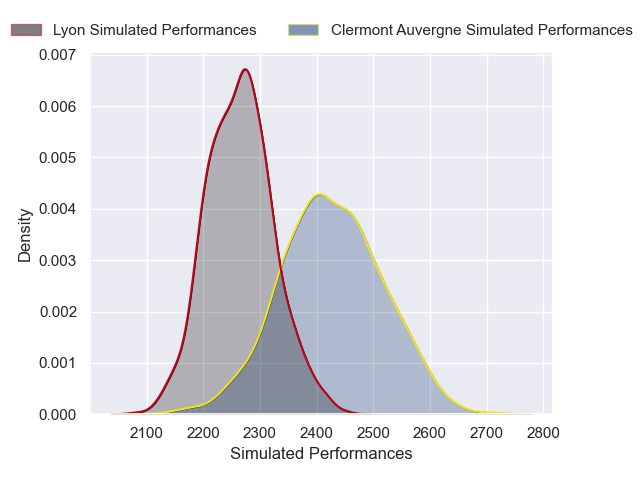 Lyon Simulated Performances
Clermont Auvergne Simulated Performances
0.007
0.006
0.005
0.004
0.003
0.002
0.001
0.000
Density
2100 2200 2300 2400 2500 2600 2700 2800
Simulated Performances